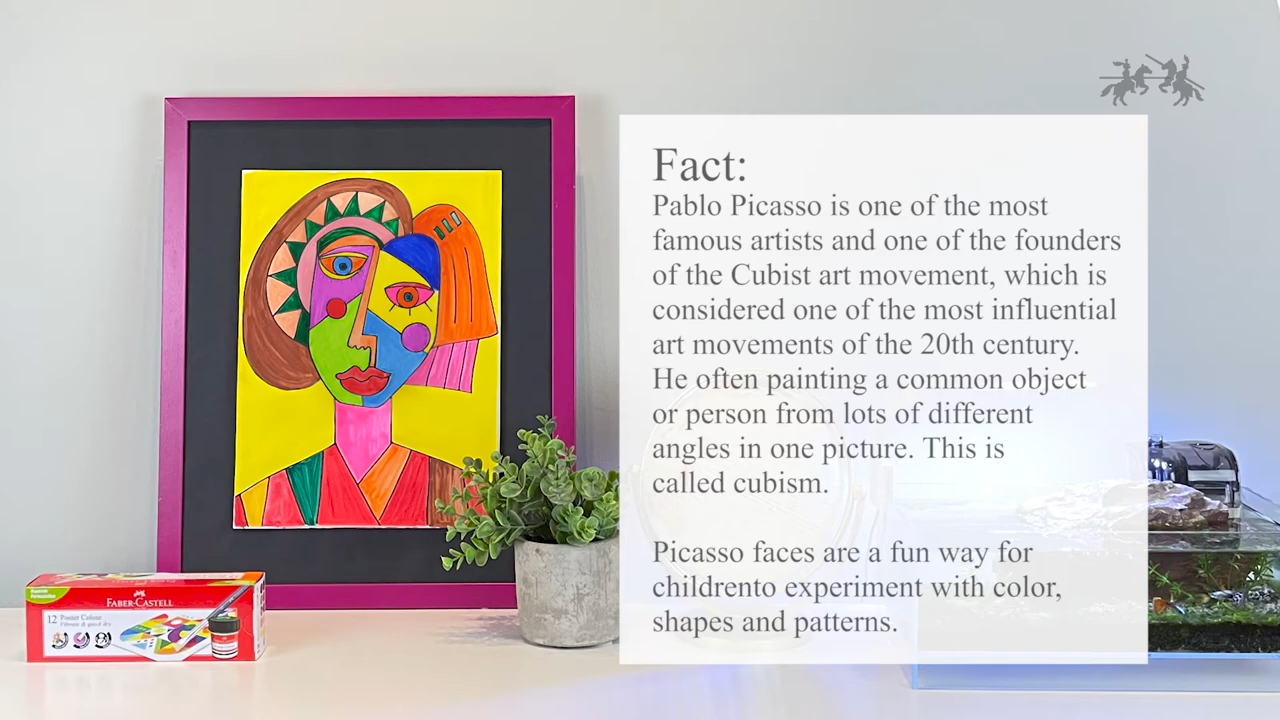 Fact:
Pablo Picasso is one of the most
famous artists and one of the founders
of the Cubist art movement, which is
considered one of the most influential
art movements of the 20th century.
He often painting a common object
or person from lots of different
angles in one picture. This is
called cubism.
Picasso faces are a fun way for
childrento experiment with color,
shapes and patterns.
FABER-CASTELL
12 Poster Colour